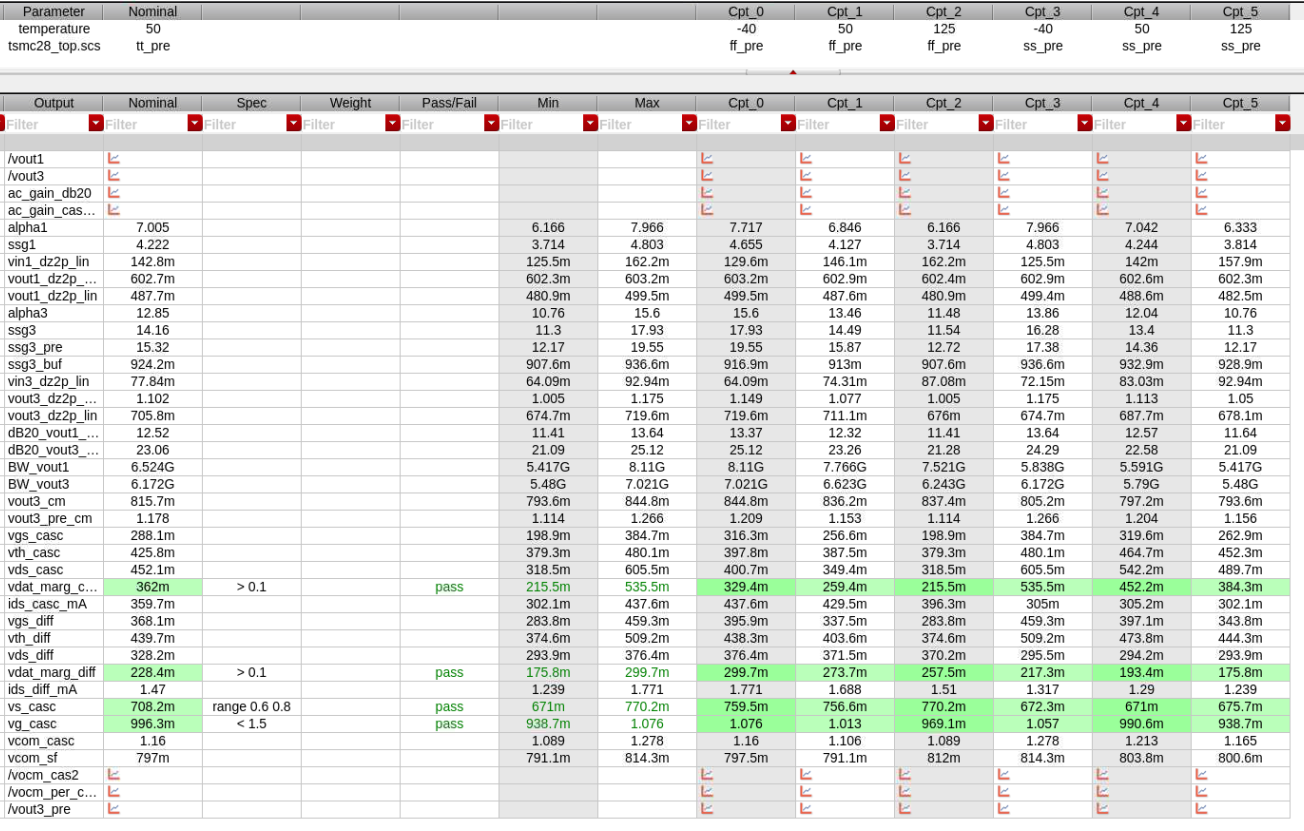 Parameter Nominal Cpt_0 Cpt_1 Cpt_2 Cpt_3 Cpt_4 Cpt_5
temperature 50 -40 50 125 -40 50 125
tsmc28_top.scs tt_pre ff_pre ff_pre ff_pre ss_pre ss_pre ss_pre
Output Nominal Spec Weight Pass/Fail Min Max Cpt_0 Cpt_1 Cpt_2 Cpt_3 Cpt_4 Cpt_5
Filter Filter Filter Filter Filter Filter Filter Filter Filter Filter Filter Filter Filter
/vout1
/vout3
ac_gain_db20
ac_gain_cas...
alpha1 7.005 6.166 7.966 7.717 6.846 6.166 7.966 7.042 6.333
ssg1 4.222 3.714 4.803 4.655 4.127 3.714 4.803 4.244 3.814
vin1_dz2p_lin 142.8m 125.5m 162.2m 129.6m 146.1m 162.2m 125.5m 142m 157.9m
vout1_dz2p_... 602.7m 602.3m 603.2m 603.2m 602.9m 602.4m 602.9m 602.6m 602.3m
vout1_dz2p_lin 487.7m 480.9m 499.5m 499.5m 487.6m 480.9m 499.4m 488.6m 482.5m
alpha3 12.85 10.76 15.6 15.6 13.46 11.48 13.86 12.04 10.76
ssg3 14.16 11.3 17.93 17.93 14.49 11.54 16.28 13.4 11.3
ssg3_pre 15.32 12.17 19.55 19.55 15.87 12.72 17.38 14.36 12.17
ssg3_buf 924.2m 907.6m 936.6m 916.9m 913m 907.6m 936.6m 932.9m 928.9m
vin3_dz2p_lin 77.84m 64.09m 92.94m 64.09m 74.31m 87.08m 72.15m 83.03m 92.94m
vout3_dz2p_... 1.102 1.005 1.175 1.149 1.077 1.005 1.175 1.113 1.05
vout3_dz2p_lin 705.8m 674.7m 719.6m 719.6m 711.1m 676m 674.7m 687.7m 678.1m
dB20_vout1_... 12.52 11.41 13.64 13.37 12.32 11.41 13.64 12.57 11.64
dB20_vout3_... 23.06 21.09 25.12 25.12 23.26 21.28 24.29 22.58 21.09
BW_vout1 6.524G 5.417G 8.11G 8.11G 7.766G 7.521G 5.838G 5.591G 5.417G
BW_vout3 6.172G 5.48G 7.021G 7.021G 6.623G 6.243G 6.172G 5.79G 5.48G
vout3_cm 815.7m 793.6m 844.8m 844.8m 836.2m 837.4m 805.2m 797.2m 793.6m
vout3_pre_cm 1.178 1.114 1.266 1.209 1.153 1.114 1.266 1.204 1.156
vgs_casc 288.1m 198.9m 384.7m 316.3m 256.6m 198.9m 384.7m 319.6m 262.9m
vth_casc 425.8m 379.3m 480.1m 397.8m 387.5m 379.3m 480.1m 464.7m 452.3m
vds_casc 452.1m 318.5m 605.5m 400.7m 349.4m 318.5m 605.5m 542.2m 489.7m
vdat_marg_c... 362m > 0.1 pass 215.5m 535.5m 329.4m 259.4m 215.5m 535.5m 452.2m 384.3m
ids_casc_mA 359.7m 302.1m 437.6m 437.6m 429.5m 396.3m 305m 305.2m 302.1m
vgs_diff 368.1m 283.8m 459.3m 395.9m 337.5m 283.8m 459.3m 397.1m 343.8m
vth_diff 439.7m 374.6m 509.2m 438.3m 403.6m 374.6m 509.2m 473.8m 444.3m
vds_diff 328.2m 293.9m 376.4m 376.4m 371.5m 370.2m 295.5m 294.2m 293.9m
vdat_marg_diff 228.4m > 0.1 pass 175.8m 299.7m 299.7m 273.7m 257.5m 217.3m 193.4m 175.8m
ids_diff_mA 1.47 1.239 1.771 1.771 1.688 1.51 1.317 1.29 1.239
vs_casc 708.2m range 0.6 0.8 pass 671m 770.2m 759.5m 756.6m 770.2m 672.3m 671m 675.7m
vg_casc 996.3m < 1.5 pass 938.7m 1.076 1.076 1.013 969.1m 1.057 990.6m 938.7m
vcom_casc 1.16 1.089 1.278 1.16 1.106 1.089 1.278 1.213 1.165
vcom_sf 797m 791.1m 814.3m 797.5m 791.1m 812m 814.3m 803.8m 800.6m
/vocm_cas2
/vocm_per_c...
/vout3_pre